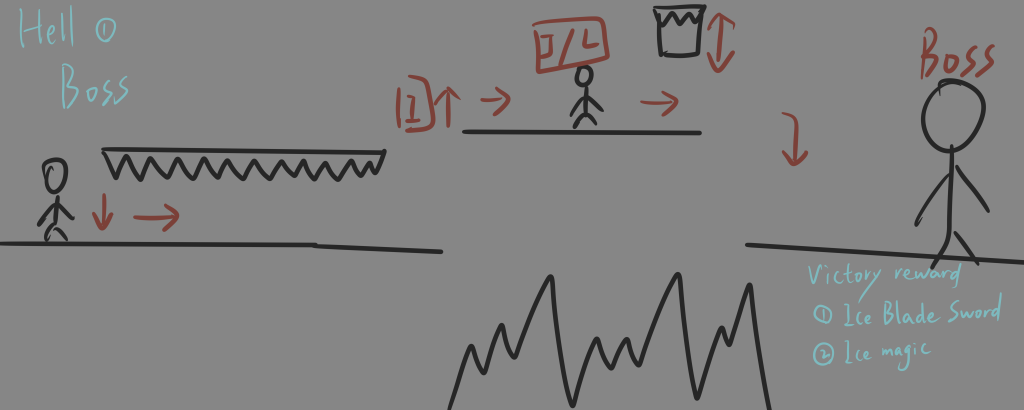 Hell ①
Boss
[I]
J/L
Boss
Victory reward
① Ice Blade Sword
② Ice magic